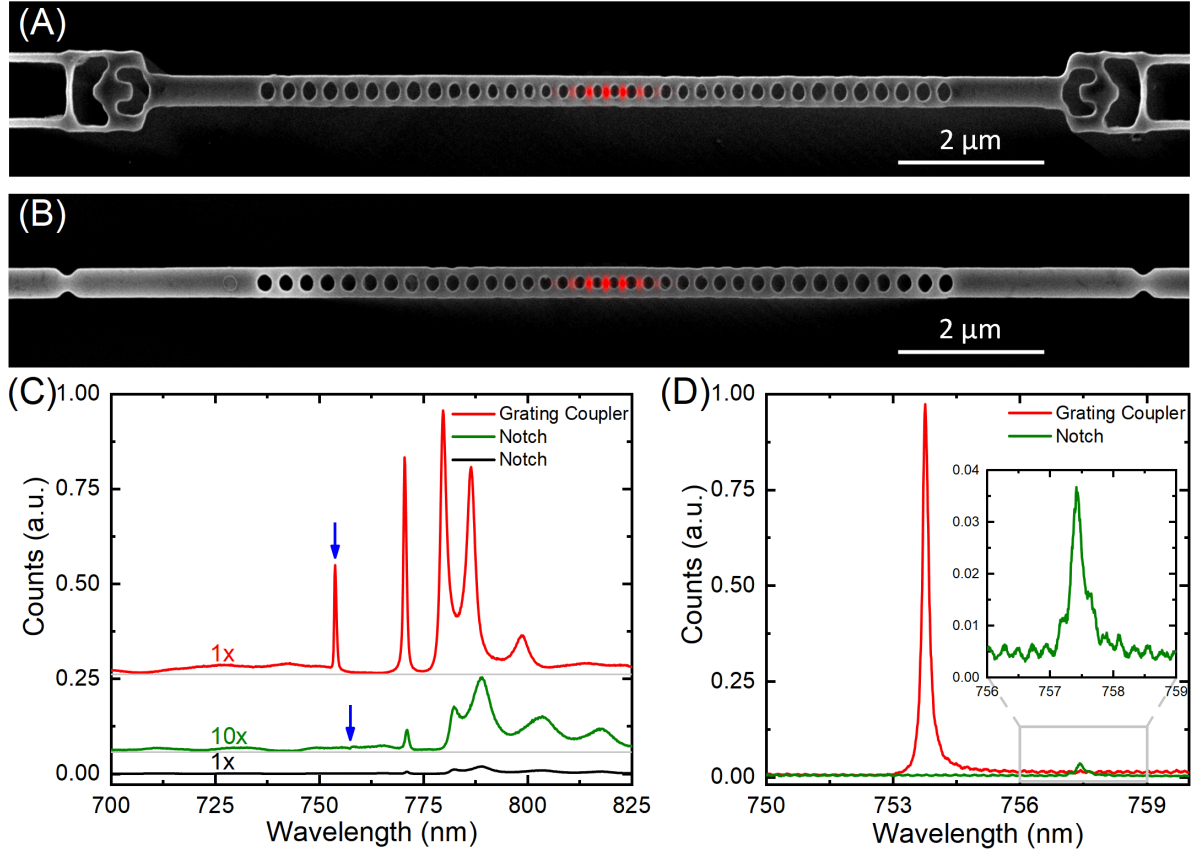 (A)
2 μm
(B)
2 μm
(C)
1.00
0.75
0.50
0.25
0.00
Counts (a.u.)
Grating Coupler
Notch
Notch
1x
10x
1x
700 725 750 775 800 825
Wavelength (nm)
(D)
1.00
0.75
0.50
0.25
0.00
Counts (a.u.)
Grating Coupler
Notch
0.04
0.03
0.02
0.01
0.00
756 757 758 759
750 753 756 759
Wavelength (nm)